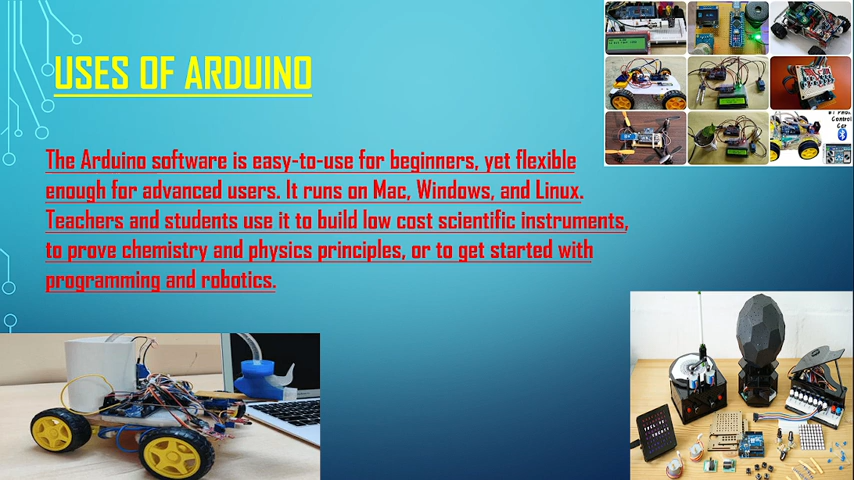 USES OF ARDUINO
The Arduino software is easy-to-use for beginners, yet flexible
enough for advanced users. It runs on Mac, Windows, and Linux.
Teachers and students use it to build low cost scientific instruments,
to prove chemistry and physics principles, or to get started with
programming and robotics.
Control
Car